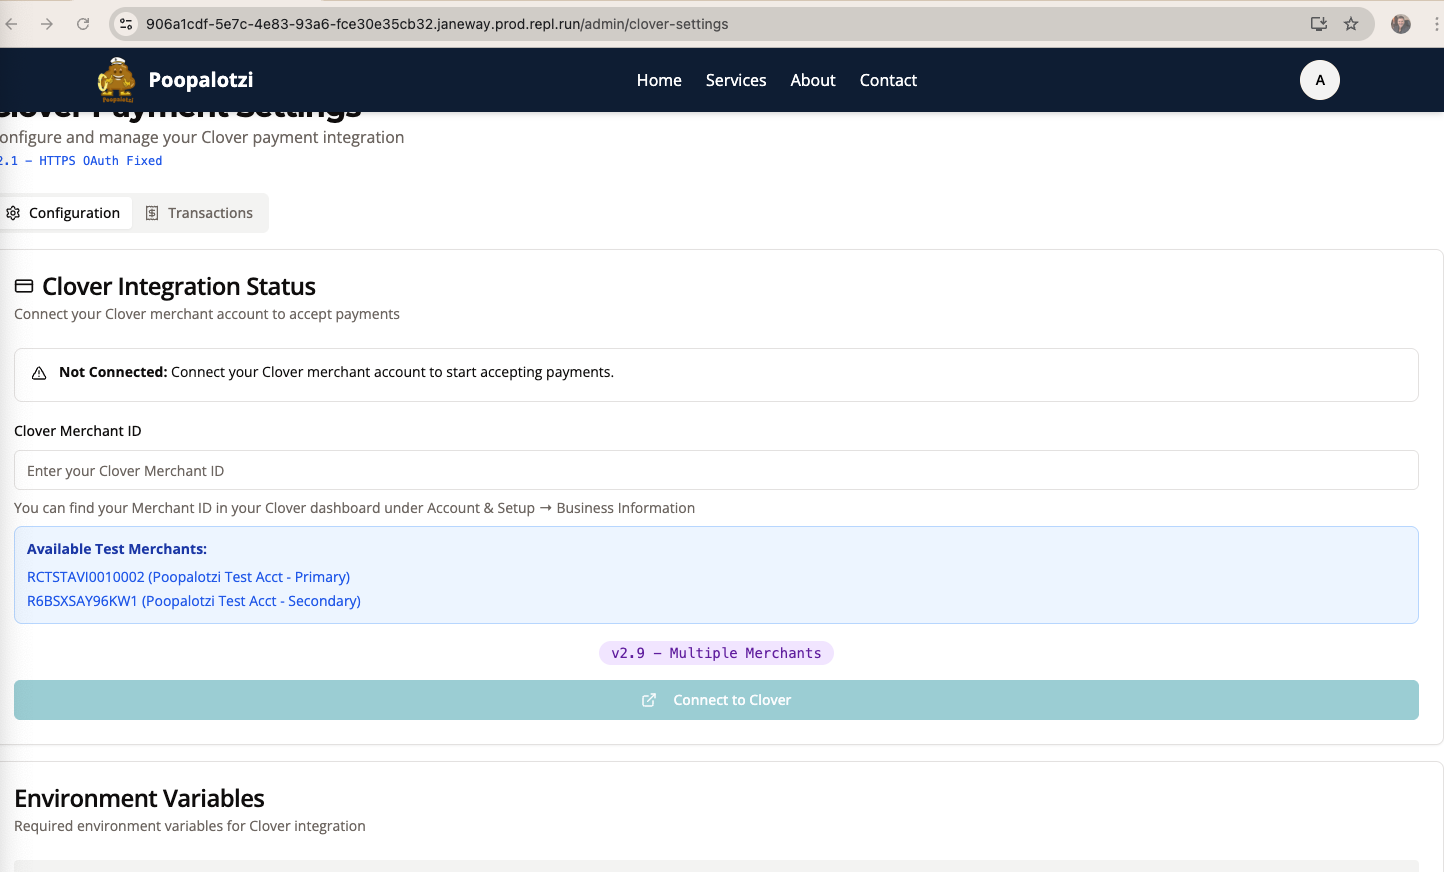 906a1cdf-5e7c-4e83-93a6-fce30e35cb32.janeway.prod.repl.run/admin/clover-settings
Poopalotzi
Poopalotzi
Home
Services
About
Contact
A
Clover Payment Settings
onfigure and manage your Clover payment integration
2.1 – HTTPS OAuth Fixed
Configuration
Transactions
Clover Integration Status
Connect your Clover merchant account to accept payments
Not Connected: Connect your Clover merchant account to start accepting payments.
Clover Merchant ID
Enter your Clover Merchant ID
You can find your Merchant ID in your Clover dashboard under Account & Setup → Business Information
Available Test Merchants:
RCTSTAVI0010002 (Poopalotzi Test Acct - Primary)
R6BSXSAY96KW1 (Poopalotzi Test Acct - Secondary)
v2.9 – Multiple Merchants
Connect to Clover
Environment Variables
Required environment variables for Clover integration